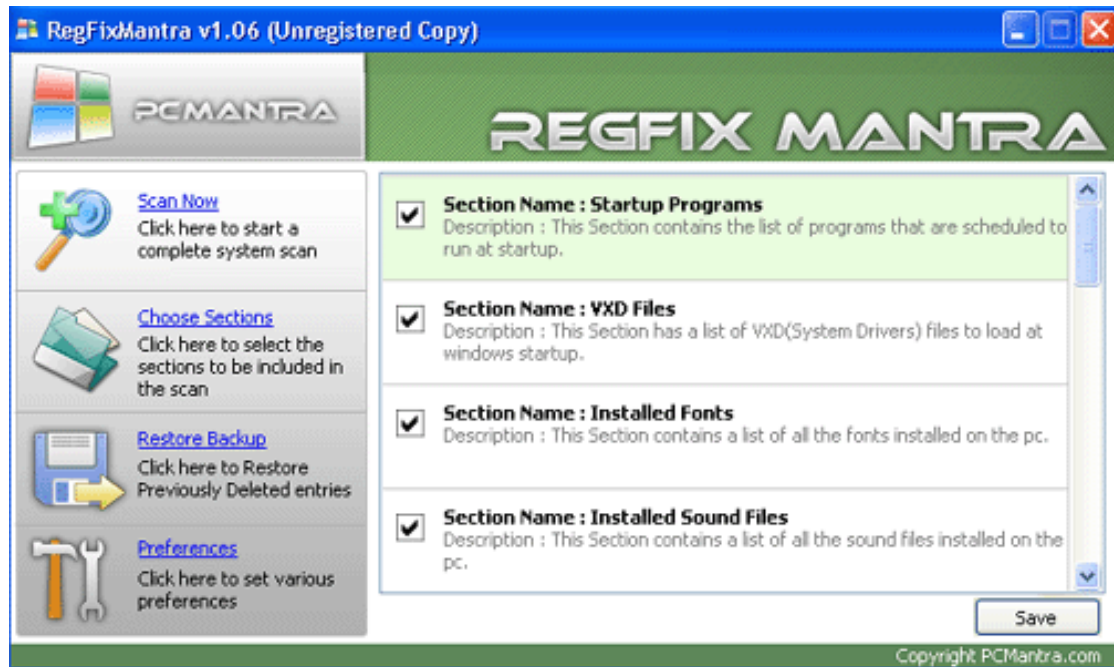 RegFixMantra v1.06 (Unregistered Copy)
PCMANTRA
REGFIX MANTRA
Scan Now
Click here to start a
complete system scan
Choose Sections
Click here to select the
sections to be included in
the scan
Restore Backup
Click here to Restore
Previously Deleted entries
Preferences
Click here to set various
preferences
Section Name : Startup Programs
Description : This Section contains the list of programs that are scheduled to
run at startup.
Section Name : VXD Files
Description : This Section has a list of VXD(System Drivers) files to load at
windows startup.
Section Name : Installed Fonts
Description : This Section contains a list of all the fonts installed on the pc.
Section Name : Installed Sound Files
Description : This Section contains a list of all the sound files installed on the
pc.
Save
Copyright PCMantra.com